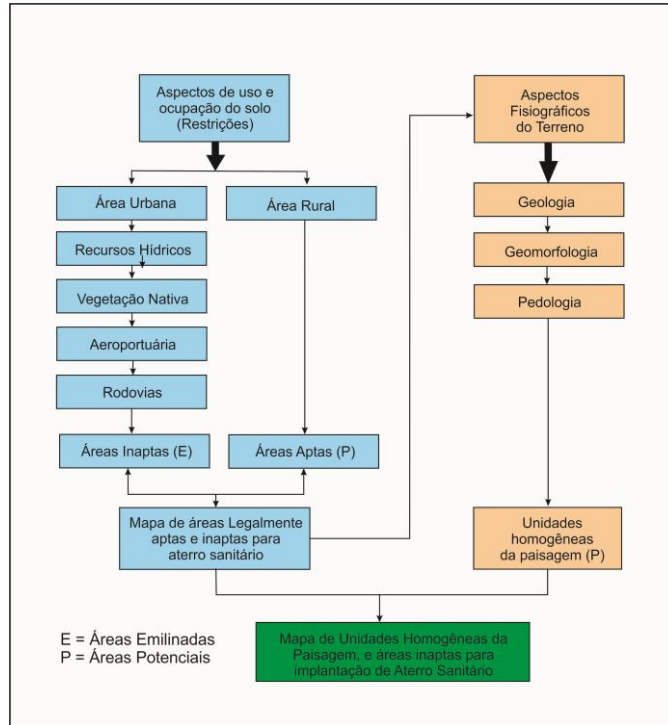 Aspectos de uso e
ocupação do solo
(Restrições)
Aspectos
Fisiográficos
do Terreno
Área Urbana
Área Rural
Geologia
Recursos Hídricos
Geomorfologia
Vegetação Nativa
Pedologia
Aeroportuária
Rodovias
Áreas Inaptas (E)
Áreas Aptas (P)
Mapa de áreas Legalmente
aptas e inaptas para
aterro sanitário
Unidades
homogêneas
da paisagem (P)
E = Áreas Emilinadas
P = Áreas Potenciais
Mapa de Unidades Homogêneas da
Paisagem, e áreas inaptas para
implantação de Aterro Sanitário